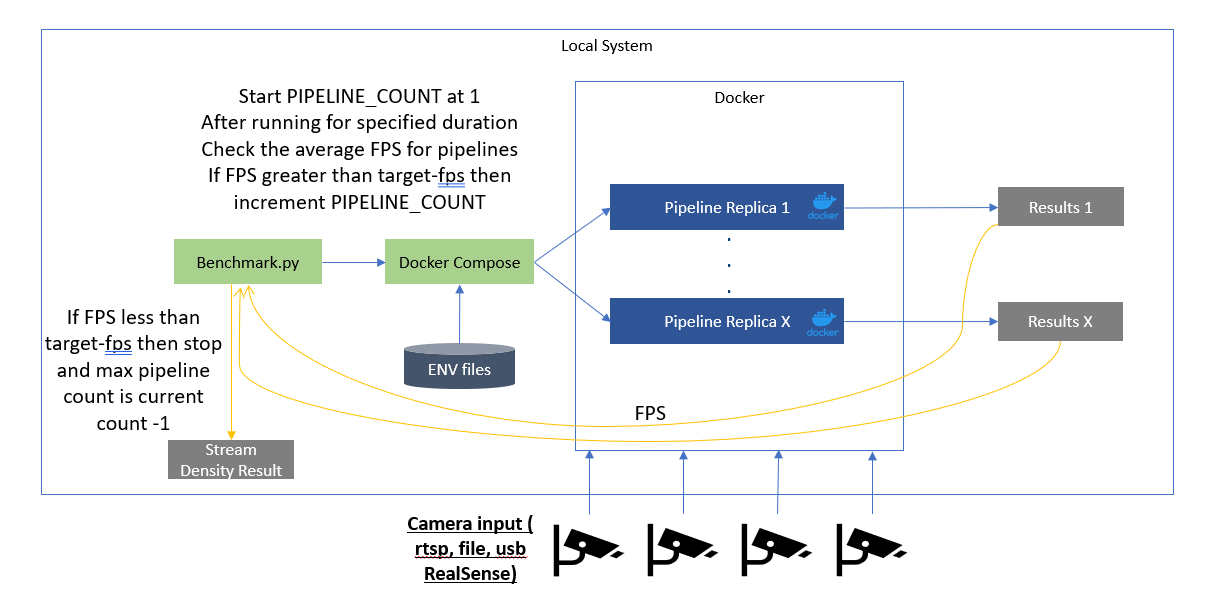 Local System
Start PIPELINE_COUNT at 1
After running for specified duration
Check the average FPS for pipelines
If FPS greater than target-fps then
increment PIPELINE_COUNT
Docker
Pipeline Replica 1
docker
Results 1
.
.
.
Benchmark.py
Docker Compose
Pipeline Replica X
docker
Results X
If FPS less than
target-fps then stop
and max pipeline
count is current
count -1
ENV files
FPS
Stream
Density Result
Camera input (
rtsp, file, usb
RealSense)